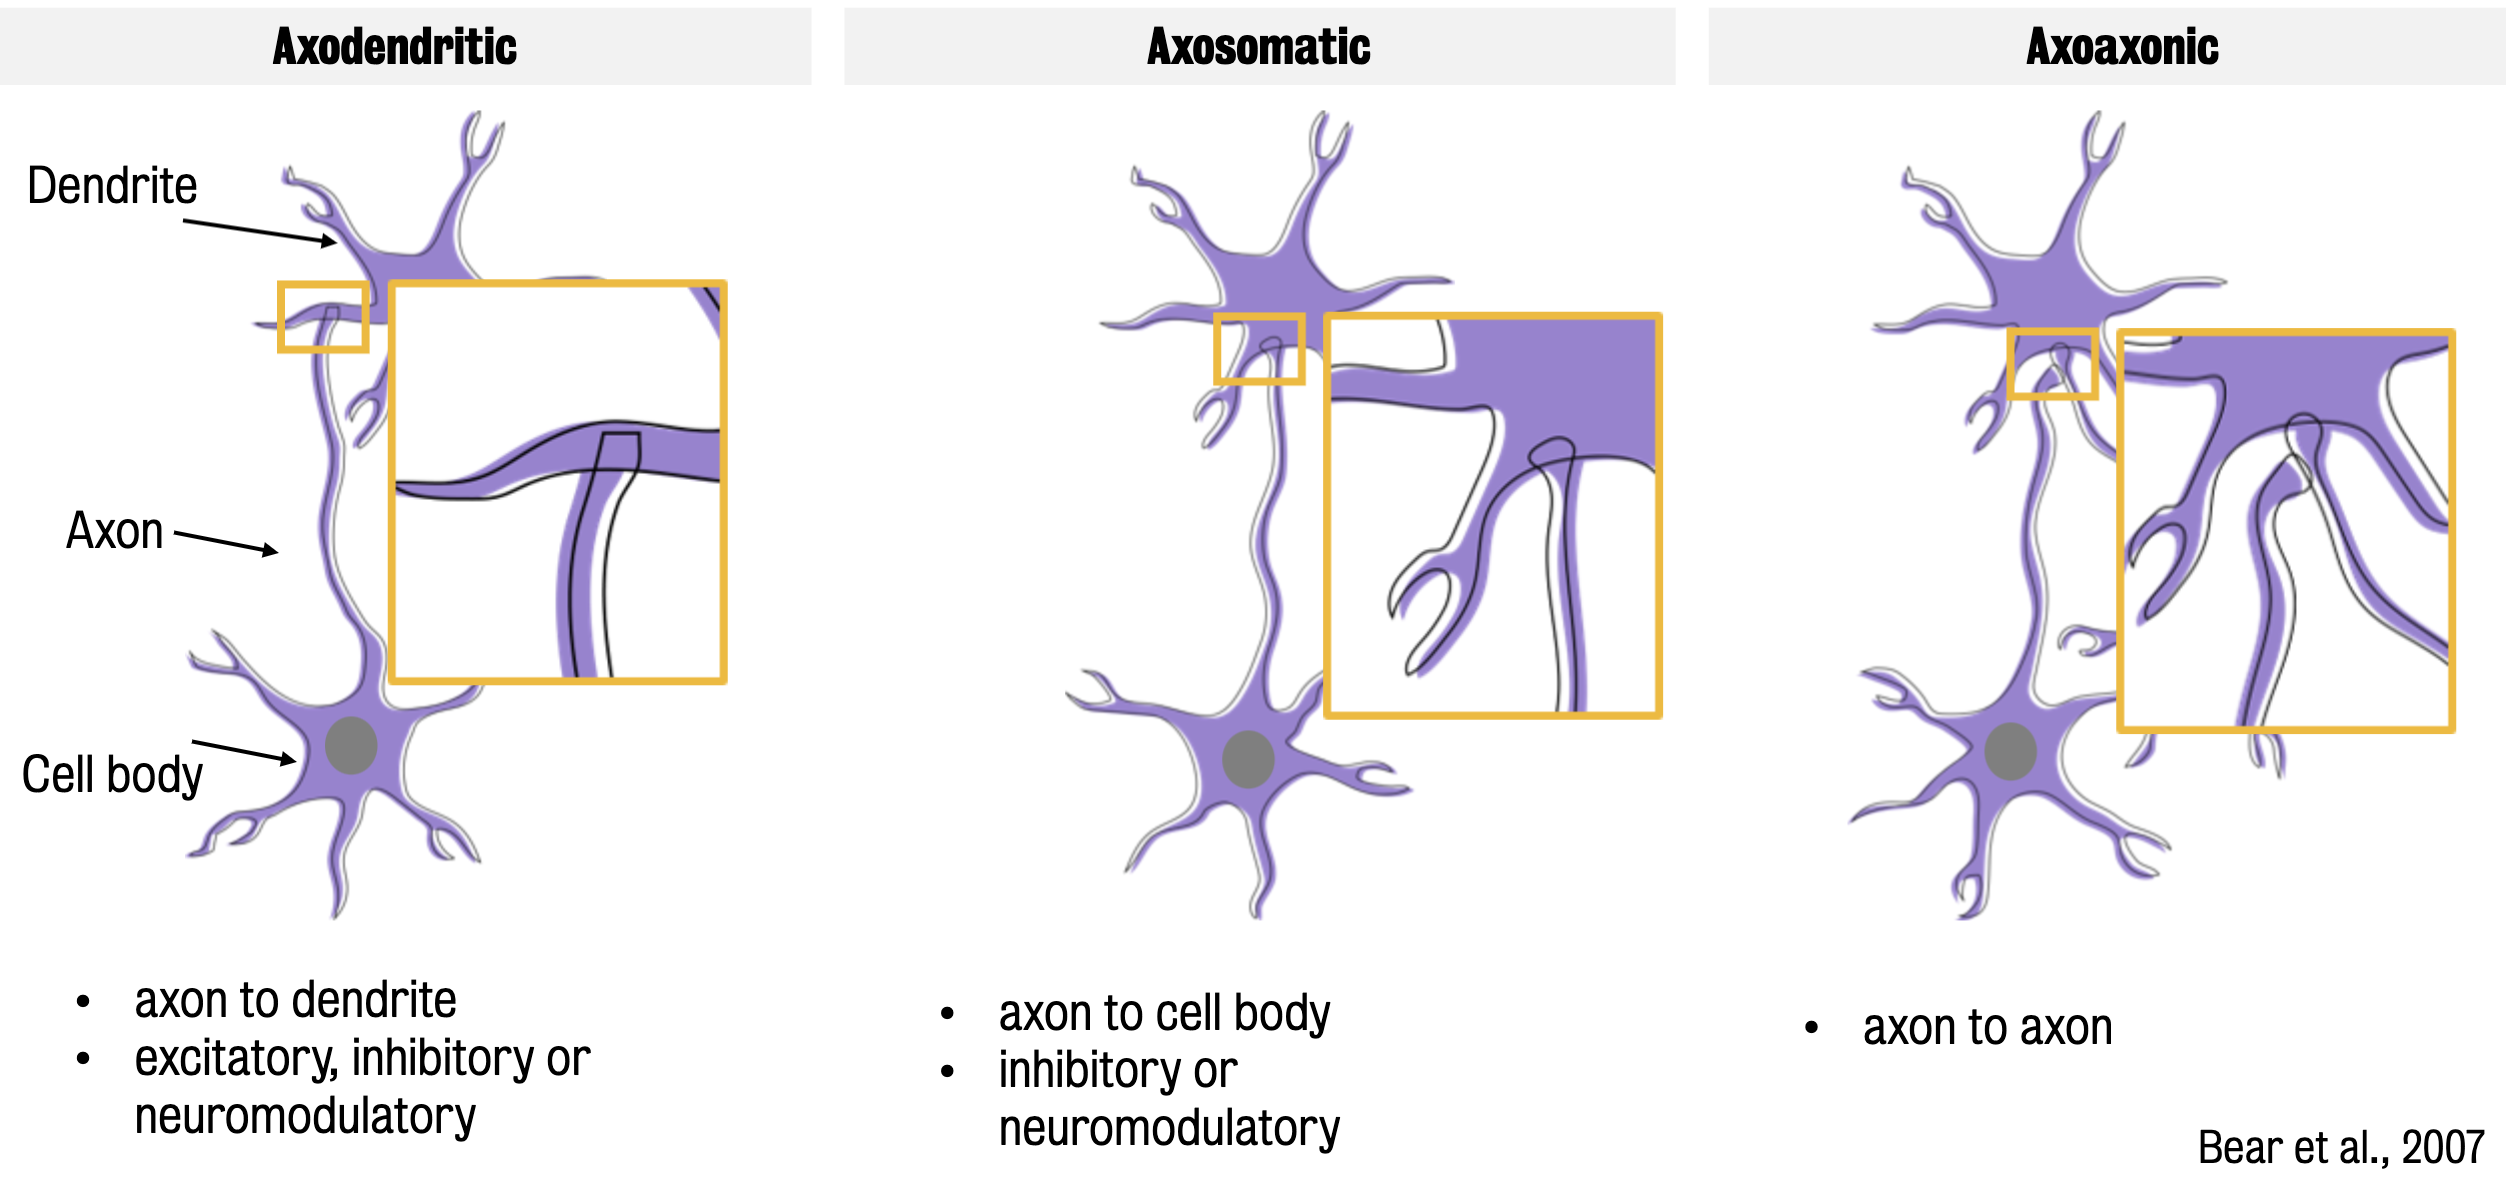 Axodendritic
Axosomatic
Axoaxonic
Dendrite
Axon
Cell body
• axon to dendrite
• excitatory, inhibitory or
neuromodulatory
• axon to cell body
• inhibitory or
neuromodulatory
• axon to axon
Bear et al., 2007